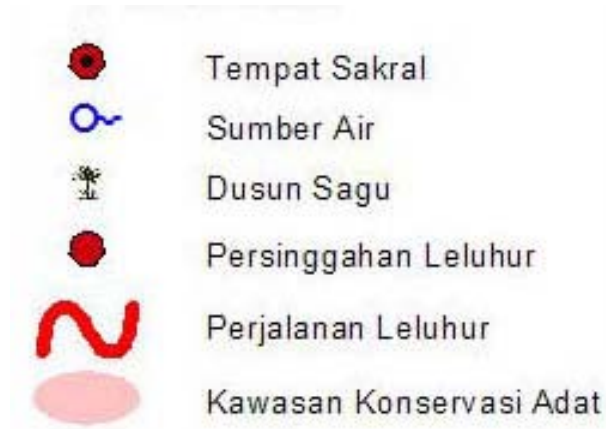 Tempat Sakral
Sumber Air
Dusun Sagu
Persinggahan Leluhur
Perjalanan Leluhur
Kawasan Konservasi Adat